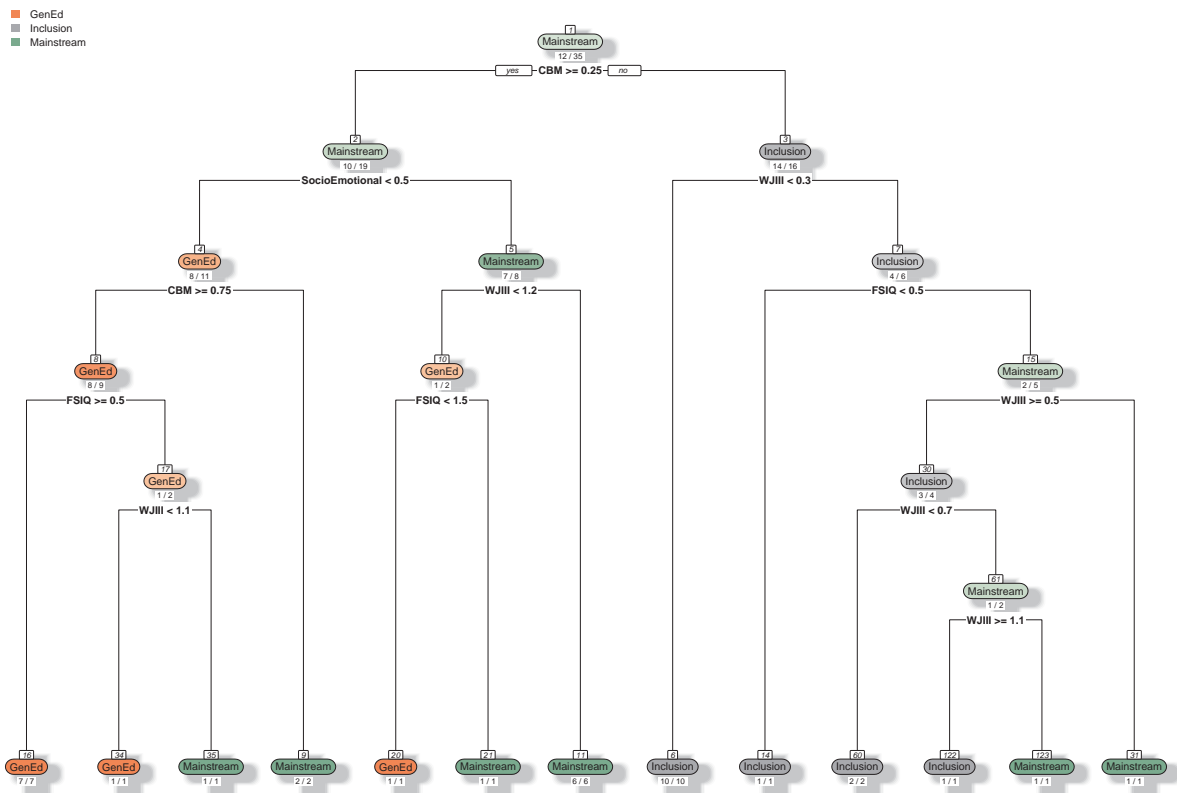 GenEd
Inclusion
Mainstream
1
Mainstream
12 / 35
yes CBM >= 0.25 no
2 3
Mainstream Inclusion
10 / 19 14 / 16
SocioEmotional < 0.5 WJIII < 0.3
4 5 7
GenEd Mainstream Inclusion
8 / 11 7 / 8 4 / 6
CBM >= 0.75 WJIII < 1.2 FSIQ < 0.5
8 10 15
GenEd GenEd Mainstream
8 / 9 1 / 2 2 / 5
FSIQ >= 0.5 FSIQ < 1.5 WJIII >= 0.5
17 30
GenEd Inclusion
1 / 2 3 / 4
WJIII < 1.1 WJIII < 0.7
61
Mainstream
1 / 2
WJIII >= 1.1
16 34 35 9 20 21 11 6 14 60 122 123 31
GenEd GenEd Mainstream Mainstream GenEd Mainstream Mainstream Inclusion Inclusion Inclusion Inclusion Mainstream Mainstream
7 / 7 1 / 1 1 / 1 2 / 2 1 / 1 1 / 1 6 / 6 10 / 10 1 / 1 2 / 2 1 / 1 1 / 1 1 / 1